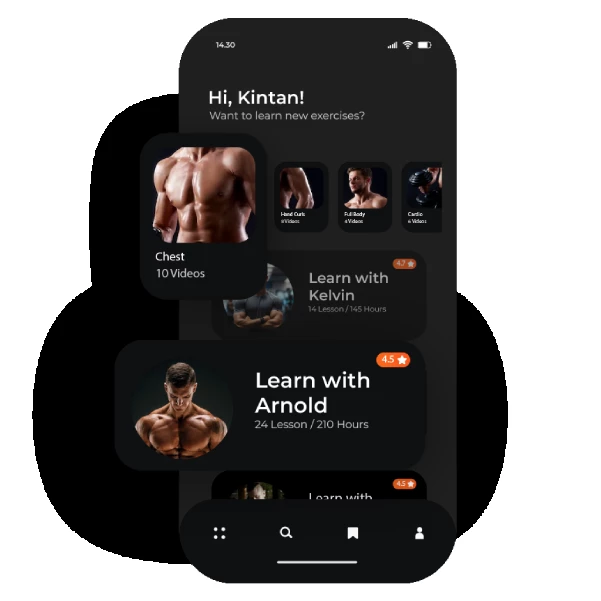 14.30
Hi, Kintan!
Want to learn new exercises?
Chest
10 Videos
Hand Curls
8 Videos
Full Body
6 Videos
Cardio
6 Videos
4.7
Learn with
Kelvin
14 Lesson / 145 Hours
4.5
Learn with
Arnold
24 Lesson / 210 Hours
4.5
Learn with